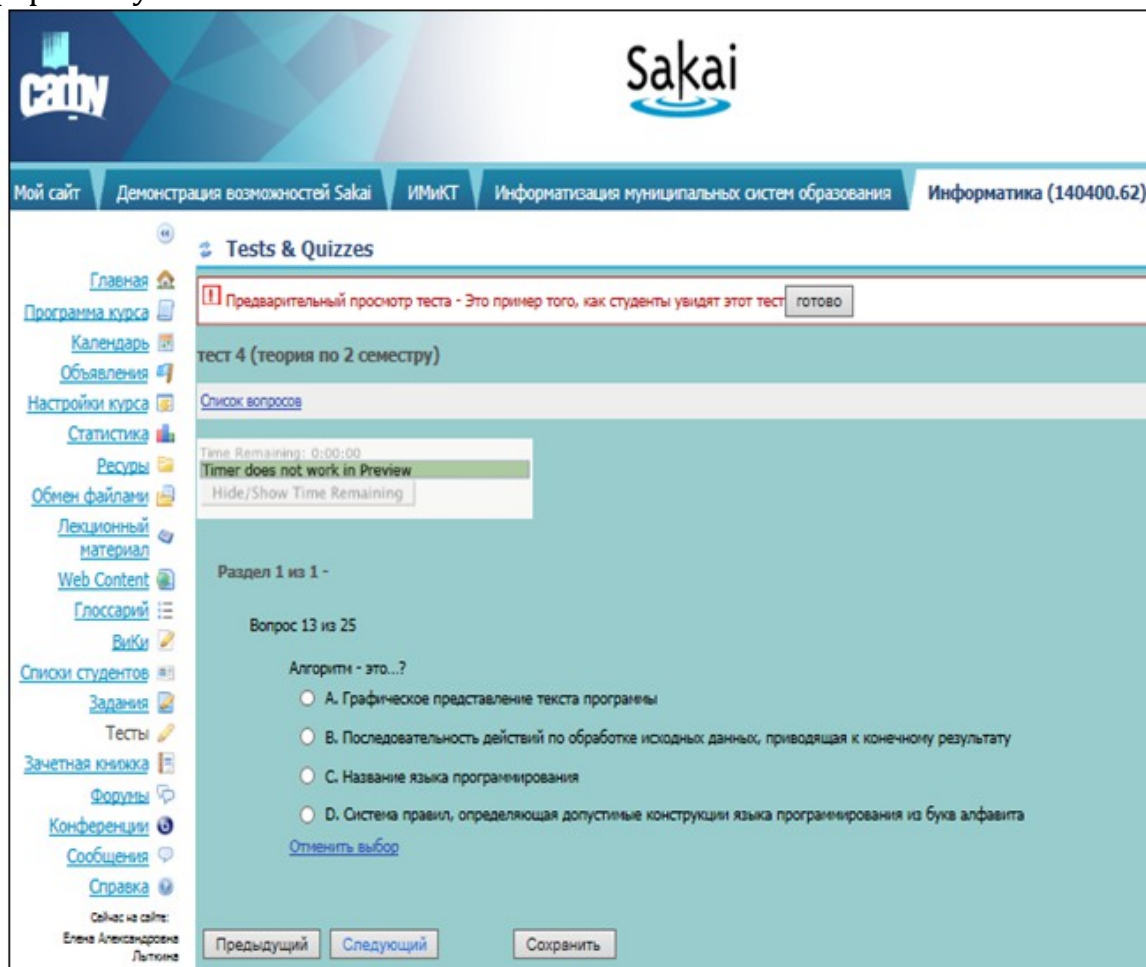 сафу
Sakai
Мой сайт Демонстрация возможностей Sakai ИМиКТ Информатизация муниципальных систем образования Информатика (140400.62)
Tests & Quizzes
Главная
Программа курса
Календарь
Объявления
Настройки курса
Статистика
Ресуры
Обмен файлами
Лекционный
материал
Web Content
Глоссарий
ВиКи
Списки студентов
Задания
Тесты
Зачетная книжка
Форумы
Конференции
Сообщения
Справка
Сейчас на сайте:
Елена Александровна
Лыткина
Предварительный просмотр теста - Это пример того, как студенты увидят этот тест готово
тест 4 (теория по 2 семестру)
Список вопросов
Time Remaining: 0:00:00
Timer does not work in Preview
Hide/Show Time Remaining
Раздел 1 из 1 -
Вопрос 13 из 25
Алгоритм - это...?
A. Графическое представление текста программы
B. Последовательность действий по обработке исходных данных, приводящая к конечному результату
C. Название языка программирования
D. Система правил, определяющая допустимые конструкции языка программирования из букв алфавита
Отменить выбор
Предыдущий Следующий Сохранить